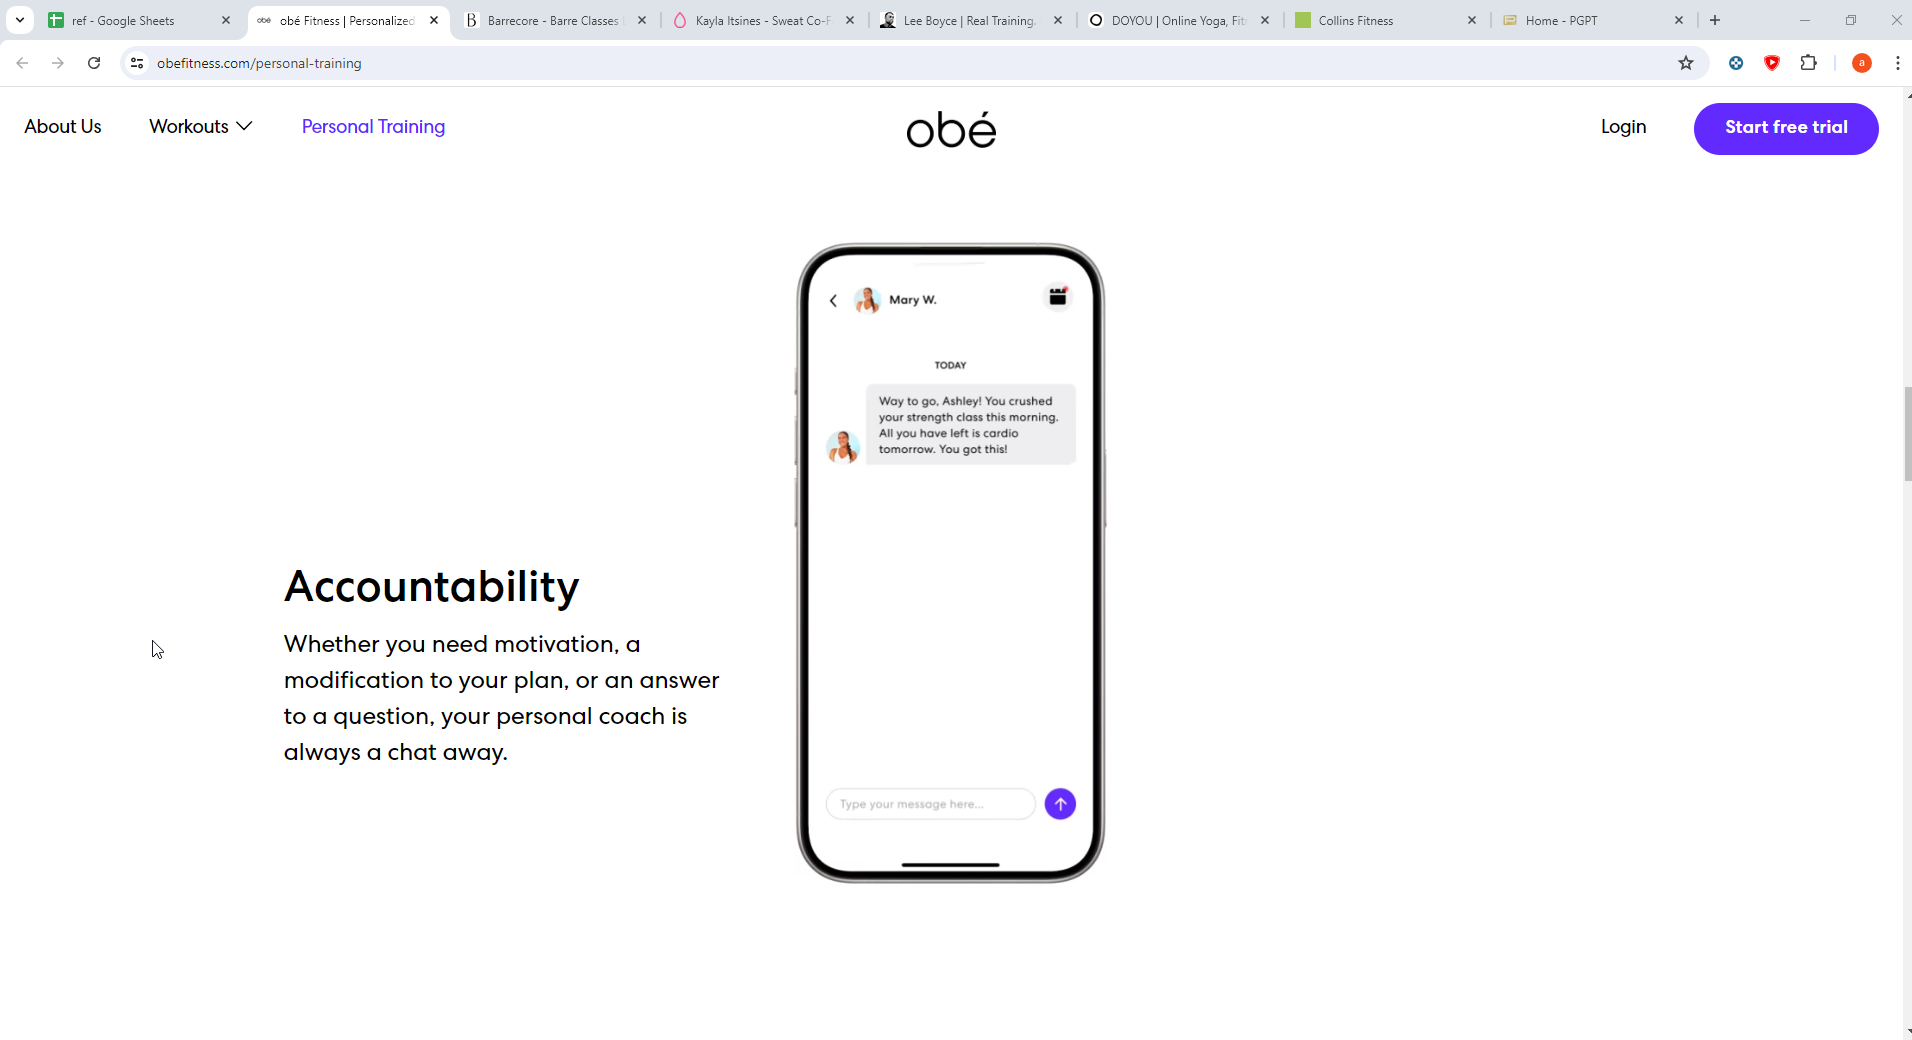 ref - Google Sheets
obé Fitness | Personalized
Barrecore - Barre Classes
Kayla Itsines - Sweat Co-F
Lee Boyce | Real Training.
DOYOU | Online Yoga, Fit
Collins Fitness
Home - PGPT
obefitness.com/personal-training
a
About Us
Workouts
Personal Training
obé
Login
Start free trial
Mary W.
TODAY
Way to go, Ashley! You crushed
your strength class this morning.
All you have left is cardio
tomorrow. You got this!
Accountability
Whether you need motivation, a
modification to your plan, or an answer
to a question, your personal coach is
always a chat away.
Type your message here...